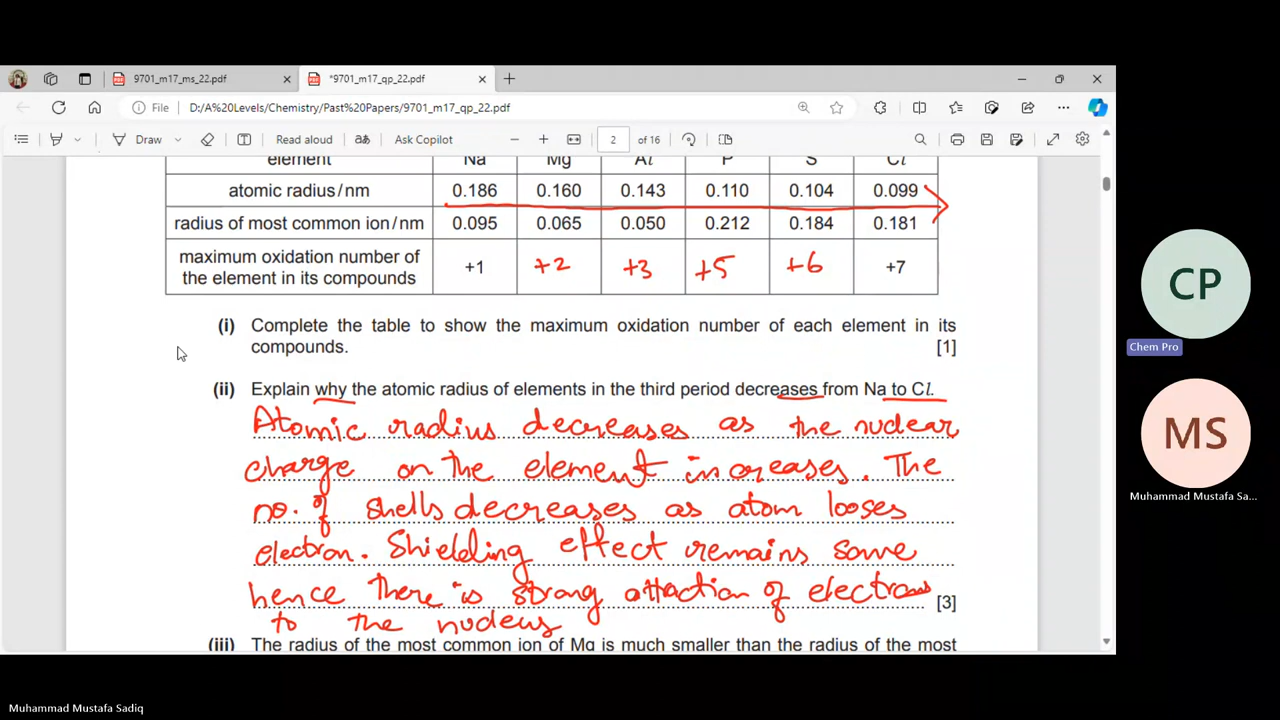 9701_m17_ms_22.pdf
*9701_m17_qp_22.pdf
File D:/A%20Levels/Chemistry/Past%20Papers/9701_m17_qp_22.pdf
Draw Read aloud Ask Copilot 2 of 16
element Na Mg Al P S Cl
atomic radius/nm 0.186 0.160 0.143 0.110 0.104 0.099
radius of most common ion/nm 0.095 0.065 0.050 0.212 0.184 0.181
maximum oxidation number of
the element in its compounds +1 +2 +3 +5 +6 +7
(i) Complete the table to show the maximum oxidation number of each element in its
compounds. [1]
(ii) Explain why the atomic radius of elements in the third period decreases from Na to Cl.
Atomic radius decreases as the nuclear
charge on the element increases. The
no. of shells decreases as atom looses
electron. Shielding effect remains same
hence there is strong attraction of electrons [3]
to the nucleus
(iii) The radius of the most common ion of Mg is much smaller than the radius of the most
CP
Chem Pro
MS
Muhammad Mustafa Sa...
Muhammad Mustafa Sadiq